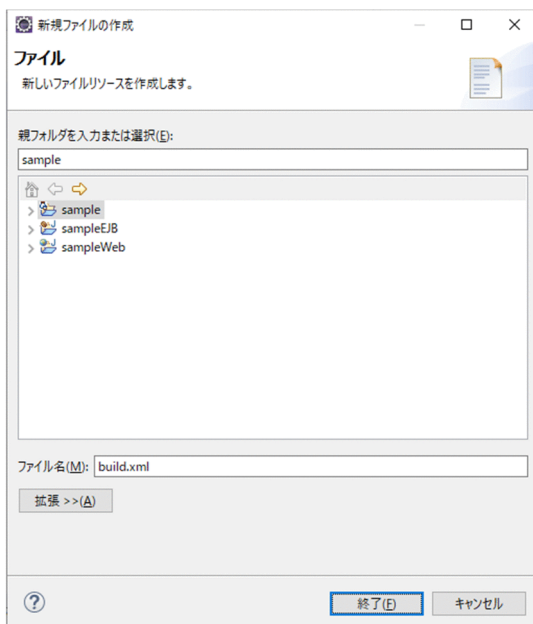 新規ファイルの作成
ファイル
新しいファイルリソースを作成します。
親フォルダを入力または選択(E):
sample
sample
sampleEJB
sampleWeb
ファイル名(M): build.xml
拡張 >>(A)
終了(F) キャンセル